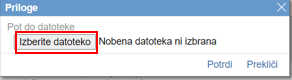 Priloge
Pot do datoteke
Izberite datoteko Nobena datoteka ni izbrana
Potrdi Prekliči